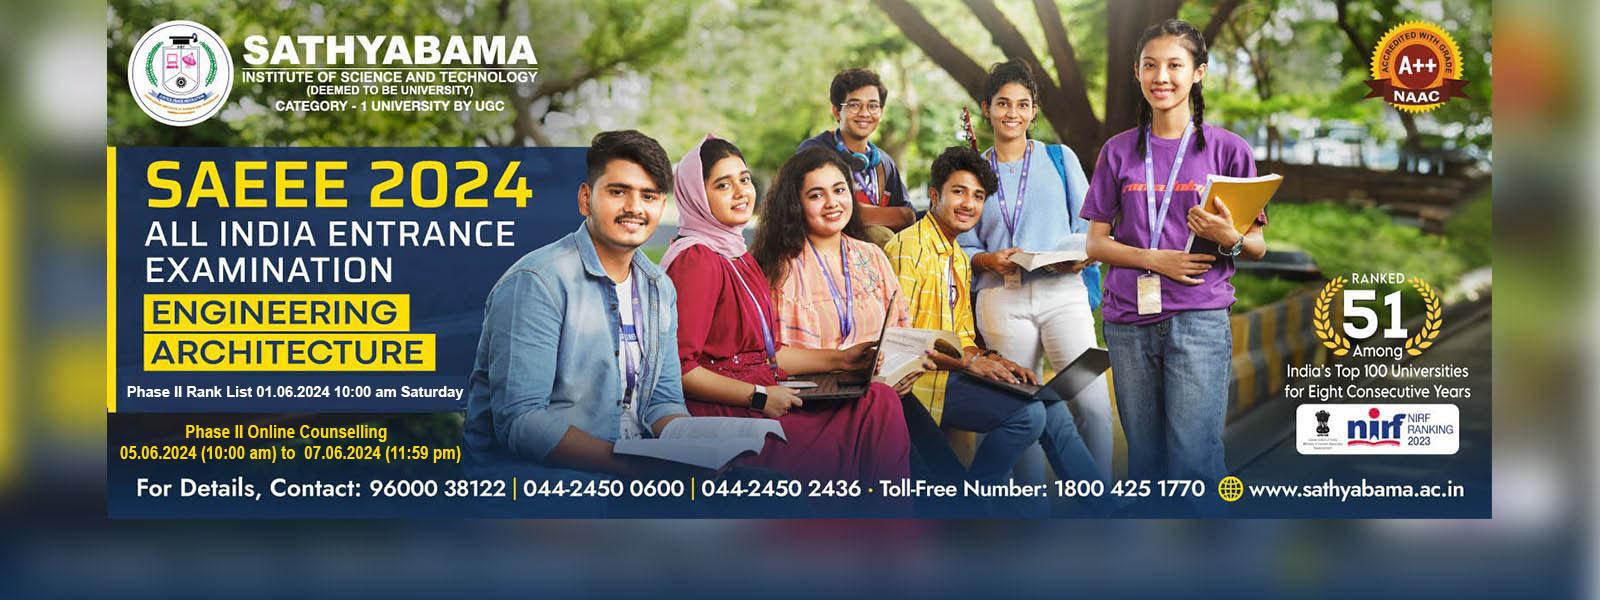 SATHYABAMA
INSTITUTE OF SCIENCE AND TECHNOLOGY
(DEEMED TO BE UNIVERSITY)
CATEGORY - 1 UNIVERSITY BY UGC
ACCREDITED WITH GRADE
A++
NAAC
SAEEE 2024
ALL INDIA ENTRANCE
EXAMINATION
ENGINEERING
ARCHITECTURE
Phase II Rank List 01.06.2024 10:00 am Saturday
Phase II Online Counselling
05.06.2024 (10:00 am) to 07.06.2024 (11:59 pm)
RANKED
51
Among
India's Top 100 Universities
for Eight Consecutive Years
nirf
NIRF
RANKING
2023
For Details, Contact: 96000 38122 | 044-2450 0600 | 044-2450 2436 · Toll-Free Number: 1800 425 1770 www.sathyabama.ac.in